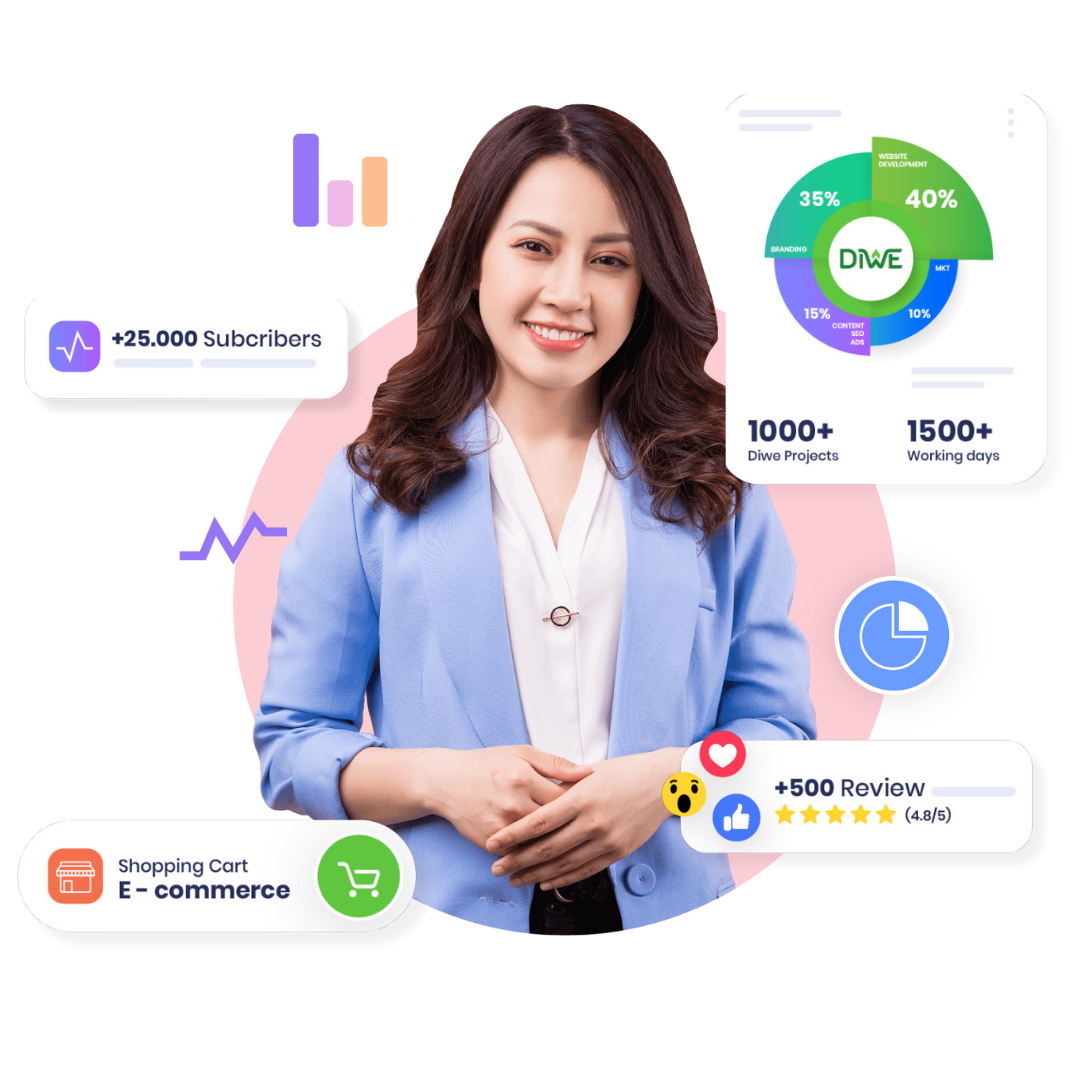 WEBSITE
DEVELOPMENT
35%
40%
BRANDING
DIWE
MKT
15%
10%
CONTENT
SEO
ADS
+25.000 Subcribers
1000+
Diwe Projects
1500+
Working days
+500 Review
(4.8/5)
Shopping Cart
E - commerce